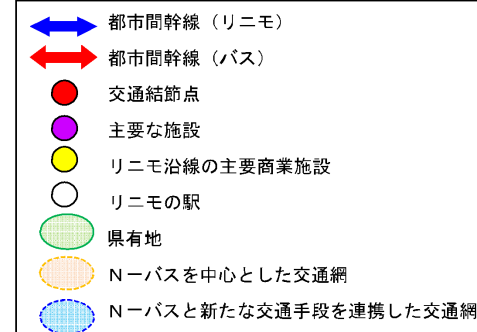 都市間幹線（リニモ）
都市間幹線（バス）
交通結節点
主要な施設
リニモ沿線の主要商業施設
リニモの駅
県有地
Ｎ－バスを中心とした交通網
Ｎ－バスと新たな交通手段を連携した交通網